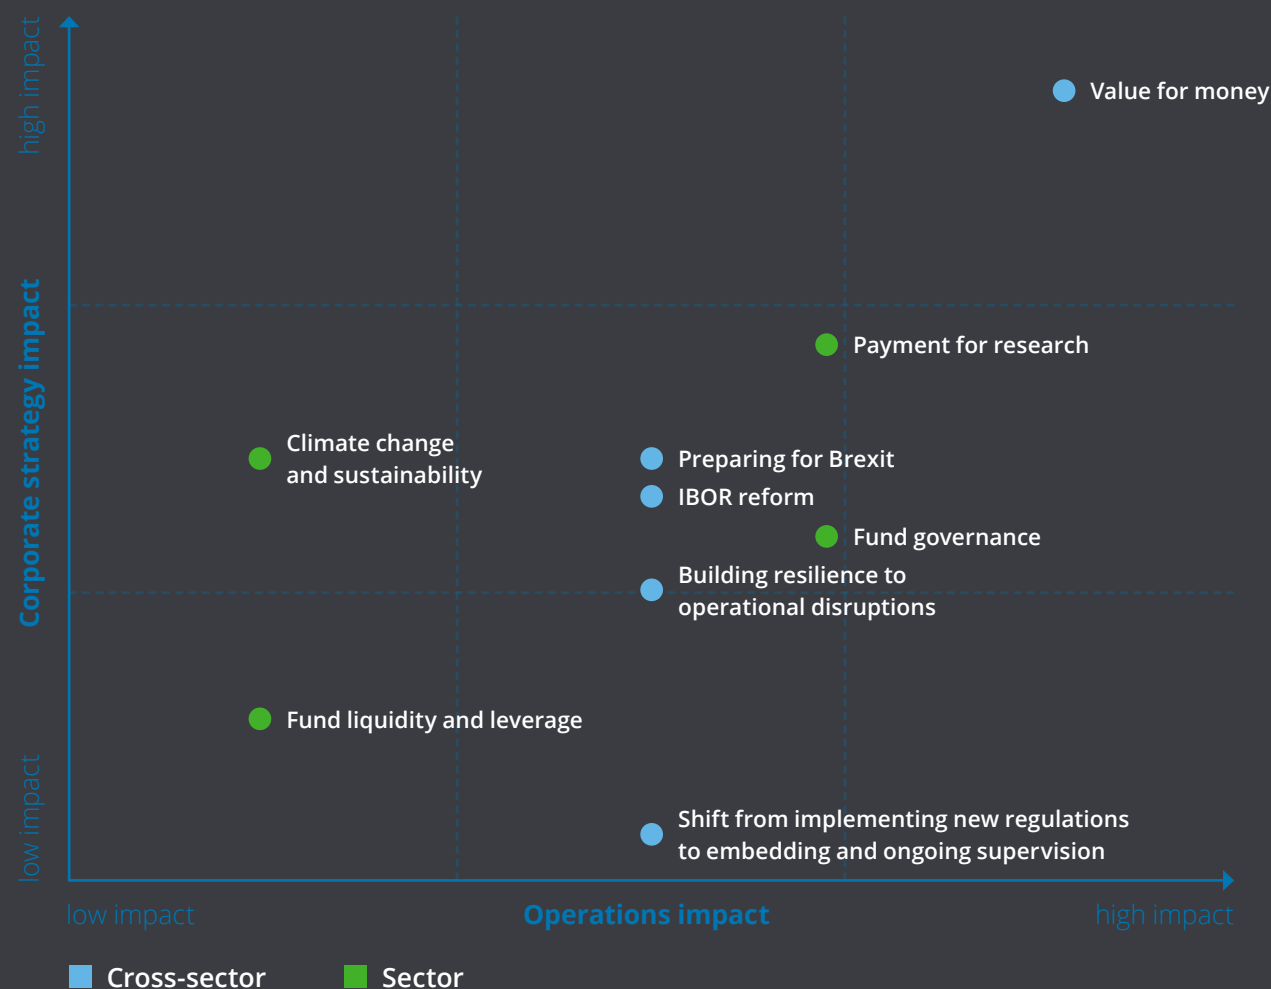 high impact
Corporate strategy impact
low impact
Value for money
Payment for research
Climate change
and sustainability
Preparing for Brexit
IBOR reform
Fund governance
Building resilience to
operational disruptions
Fund liquidity and leverage
Shift from implementing new regulations
to embedding and ongoing supervision
low impact
Operations impact
high impact
Cross-sector
Sector